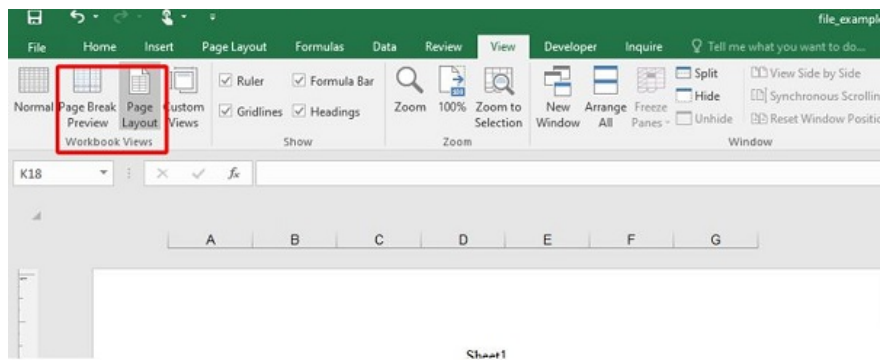 file_example
File Home Insert Page Layout Formulas Data Review View Developer Inquire Tell me what you want to do...
Normal Page Break Preview Page Layout Custom Views
Workbook Views
Ruler Formula Bar
Gridlines Headings
Show
Zoom 100% Zoom to Selection
Zoom
New Window Arrange All Freeze Panes
Split View Side by Side
Hide Synchronous Scrolling
Unhide Reset Window Positio
Window
K18 fx
A B C D E F G
Sheet1